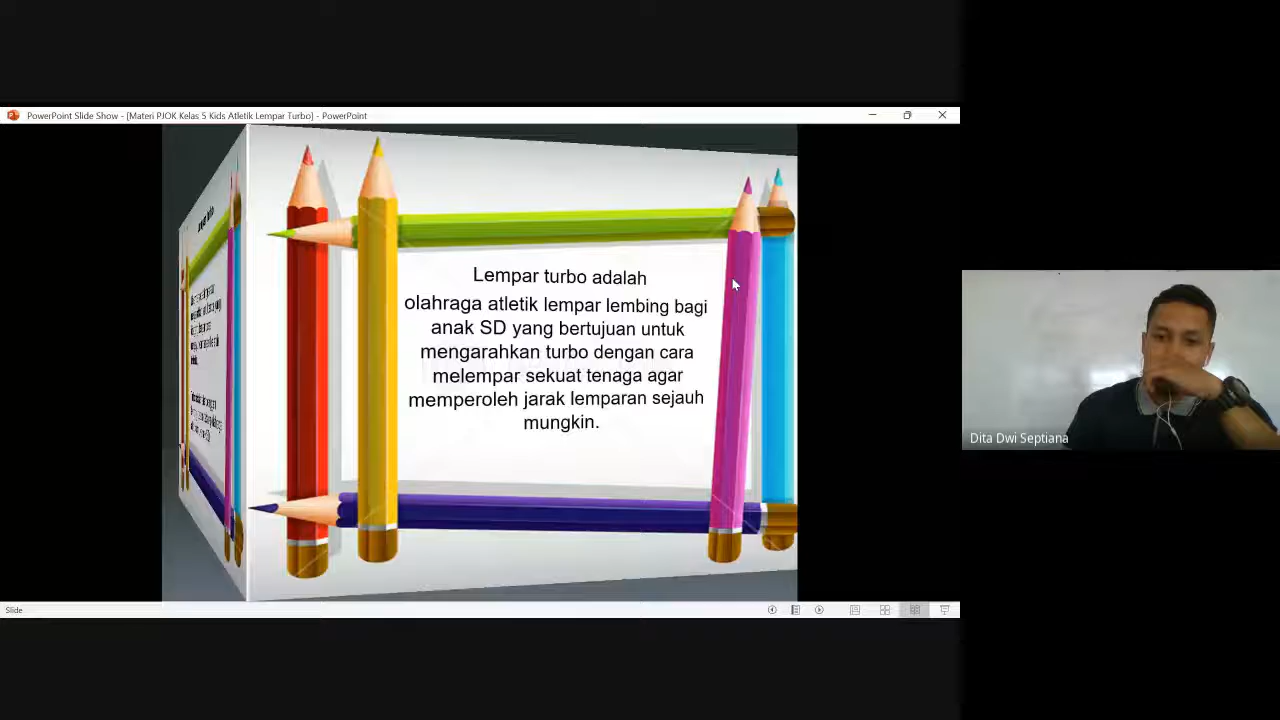 PowerPoint Slide Show - [Materi PJOK Kelas 5 Kids Atletik Lempar Turbo] - PowerPoint
Lempar turbo adalah
olahraga atletik lempar lembing bagi
anak SD yang bertujuan untuk
mengarahkan turbo dengan cara
melempar sekuat tenaga agar
memperoleh jarak lemparan sejauh
mungkin.
Dita Dwi Septiana
Slide